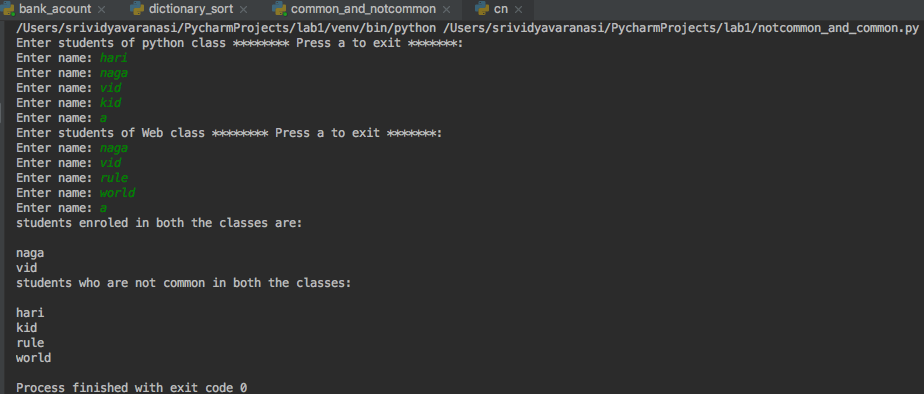 bank_acount × dictionary_sort × common_and_notcommon × cn ×
/Users/srividyavaranasi/PycharmProjects/lab1/venv/bin/python /Users/srividyavaranasi/PycharmProjects/lab1/notcommon_and_common.py
Enter students of python class ******** Press a to exit *******:
Enter name: hari
Enter name: naga
Enter name: vid
Enter name: kid
Enter name: a
Enter students of Web class ******** Press a to exit *******:
Enter name: naga
Enter name: vid
Enter name: rule
Enter name: world
Enter name: a
students enroled in both the classes are:
naga
vid
students who are not common in both the classes:
hari
kid
rule
world
Process finished with exit code 0